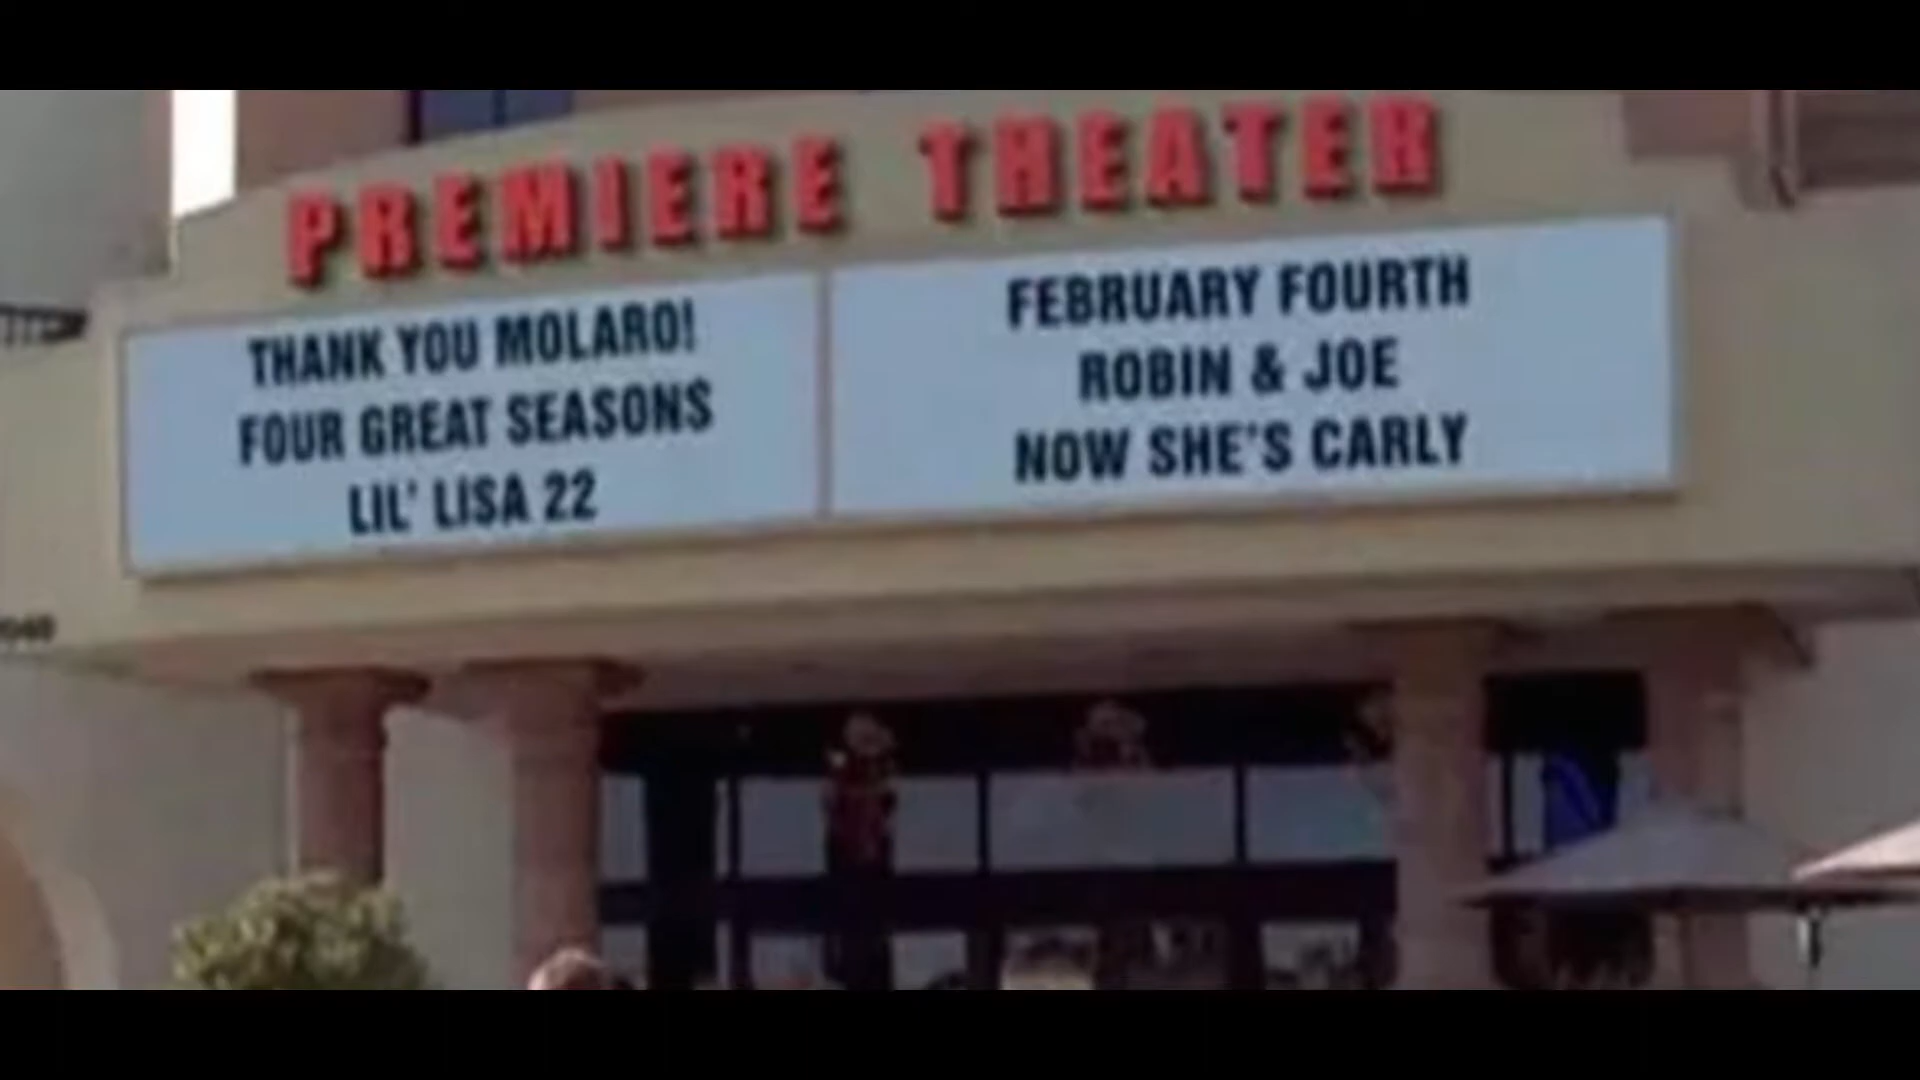 PREMIERE THEATER
THANK YOU MOLARO!
FOUR GREAT SEASONS
LIL' LISA 22
FEBRUARY FOURTH
ROBIN & JOE
NOW SHE'S CARLY